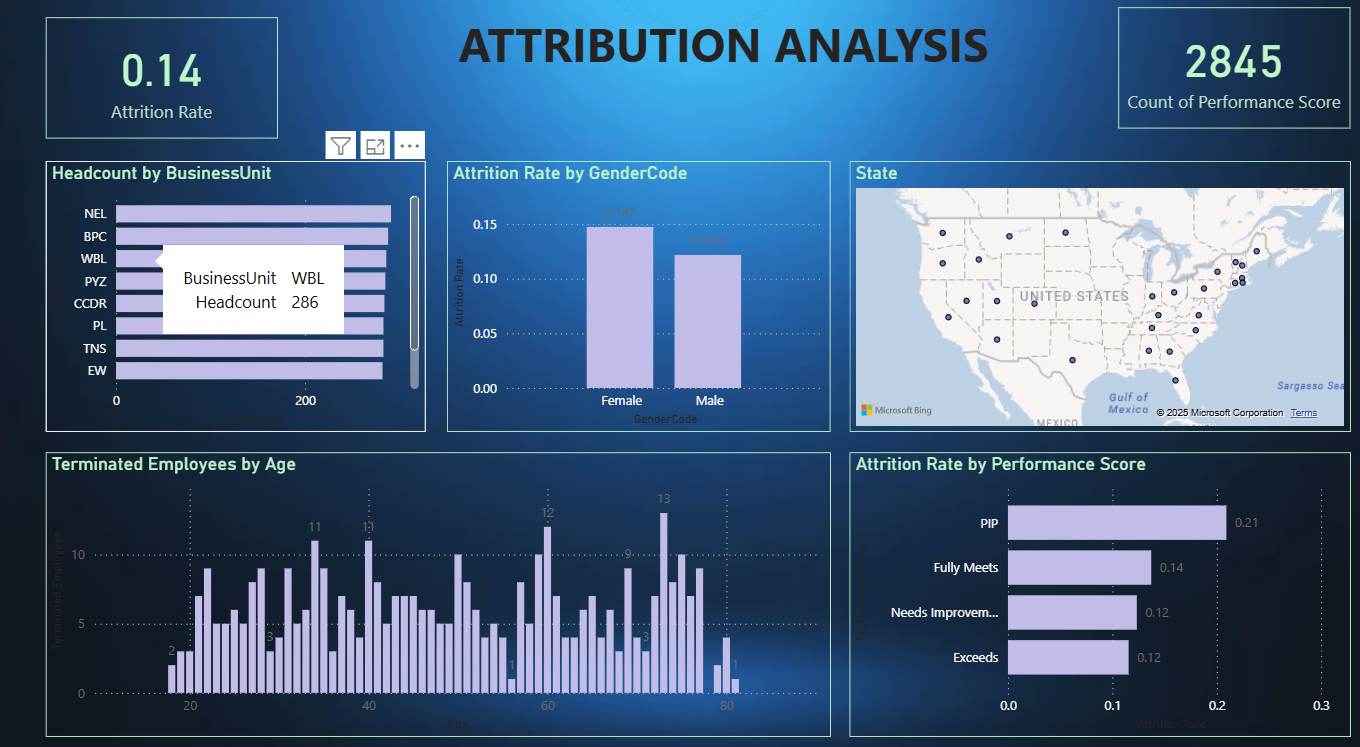 ATTRIBUTION ANALYSIS
0.14
Attrition Rate
2845
Count of Performance Score
Headcount by BusinessUnit
NEL
BPC
WBL
PYZ
CCDR
PL
TNS
EW
0
200
BusinessUnit WBL
Headcount 286
Attrition Rate by GenderCode
Attrition Rate
0.15
0.10
0.05
0.00
0.147
Female
Male
GenderCode
State
UNITED STATES
Gulf of
Mexico
MEXICO
Sargasso Sea
Microsoft Bing
© 2025 Microsoft Corporation Terms
Terminated Employees by Age
Terminated Employees
10
5
0
2
3
11
11
12
1
9
3
13
1
20
40
60
80
Age
Attrition Rate by Performance Score
PIP
0.21
Fully Meets
0.14
Needs Improvem...
0.12
Exceeds
0.12
0.0
0.1
0.2
0.3
Attrition Rate